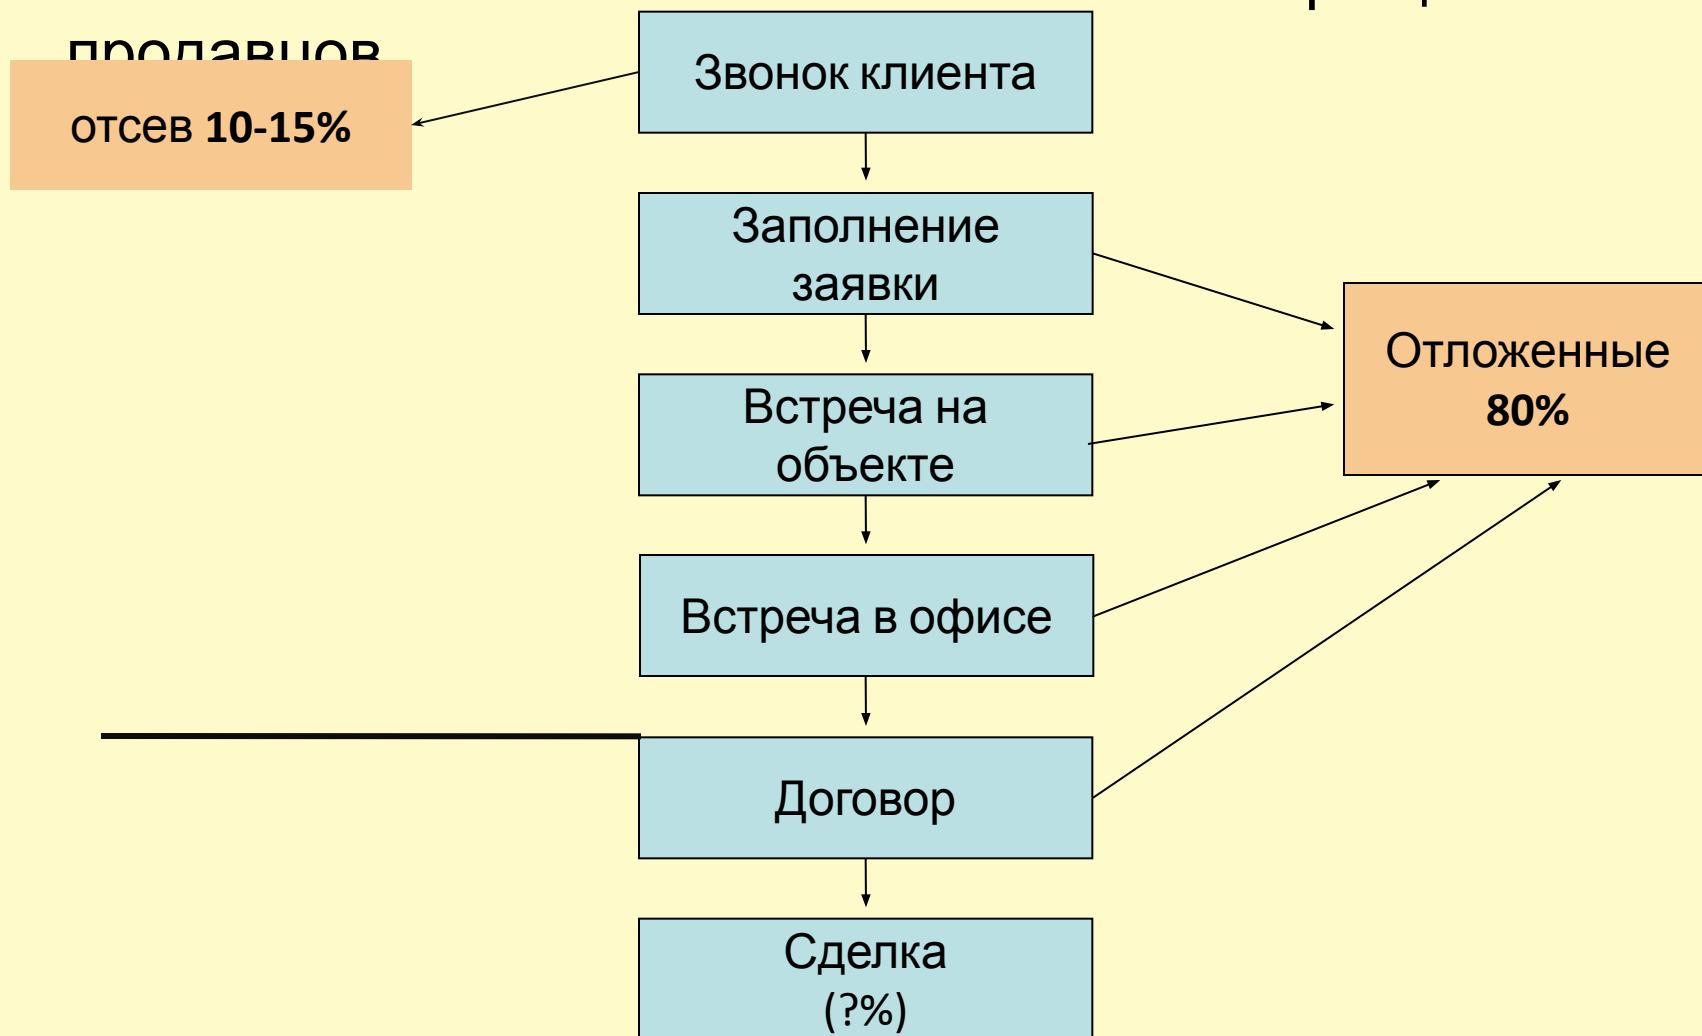 продавцов
Звонок клиента
отсев 10-15%
Заполнение
заявки
Отложенные
80%
Встреча на
объекте
Встреча в офисе
Договор
Сделка
(?%)